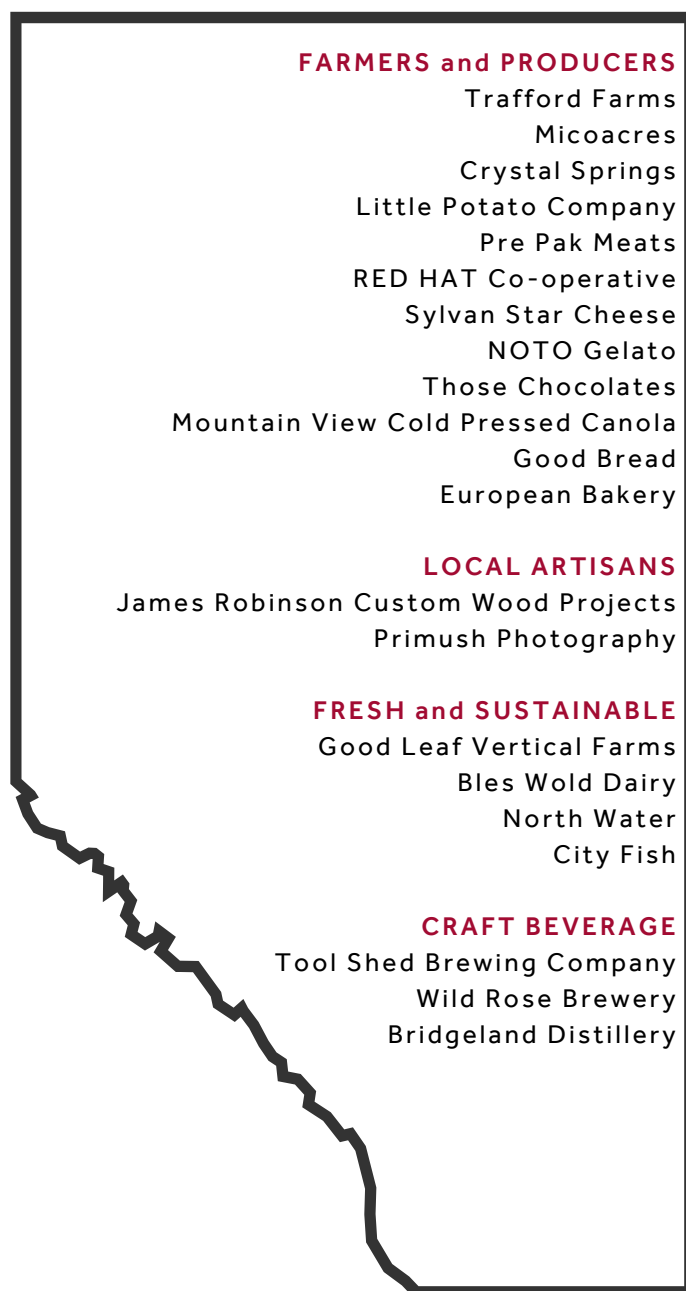 FARMERS and PRODUCERS
Trafford Farms
Micoacres
Crystal Springs
Little Potato Company
Pre Pak Meats
RED HAT Co-operative
Sylvan Star Cheese
NOTO Gelato
Those Chocolates
Mountain View Cold Pressed Canola
Good Bread
European Bakery
LOCAL ARTISANS
James Robinson Custom Wood Projects
Primush Photography
FRESH and SUSTAINABLE
Good Leaf Vertical Farms
Bles Wold Dairy
North Water
City Fish
CRAFT BEVERAGE
Tool Shed Brewing Company
Wild Rose Brewery
Bridgeland Distillery